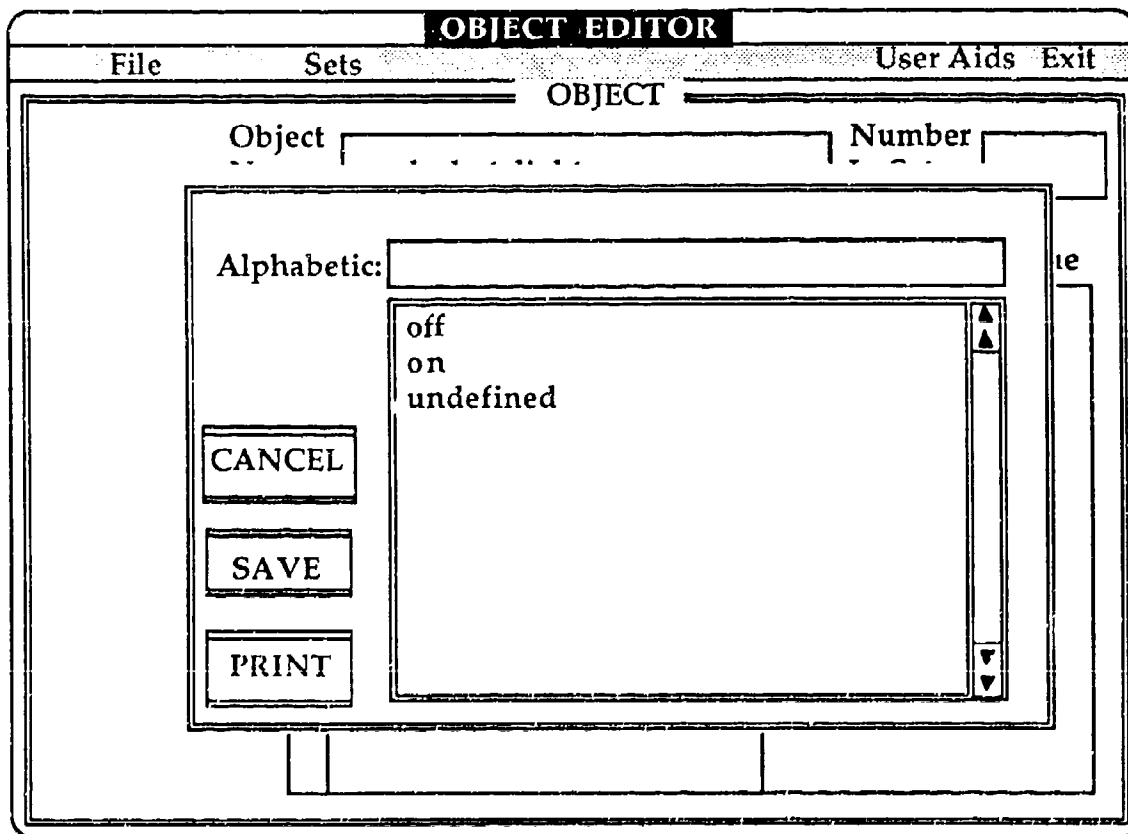 OBJECT EDITOR
File Sets User Aids Exit
OBJECT
Object Number
Alphabetic:
off
on
undefined
CANCEL
SAVE
PRINT